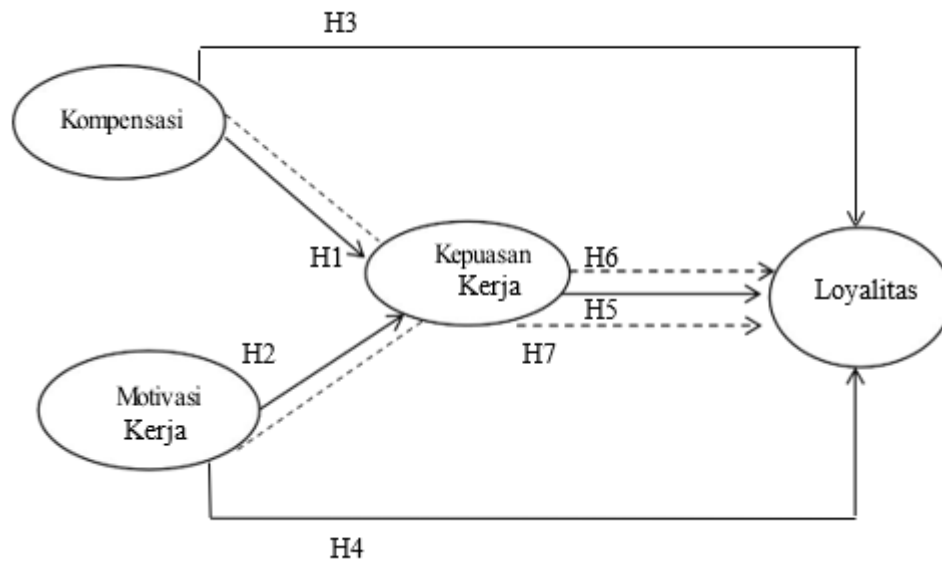 H3
Kompensasi
H1
Kepuasan
Kerja
H6
H5
H7
Loyalitas
H2
Motivasi
Kerja
H4